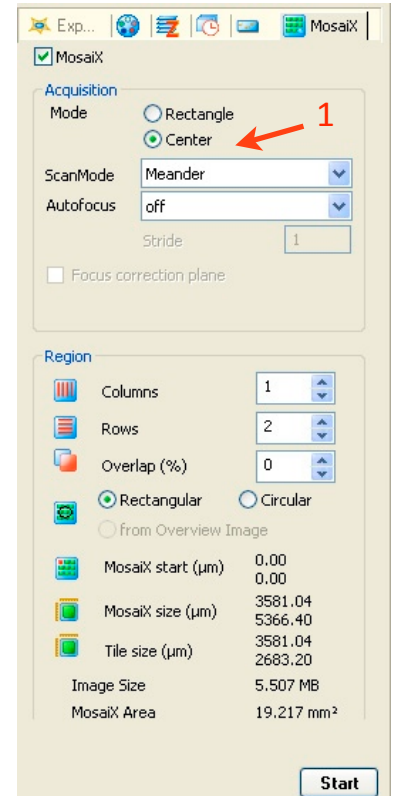 Exp... MosaiX
MosaiX
Acquisition
Mode Rectangle 1
Center
ScanMode Meander
Autofocus off
Stride 1
Focus correction plane
Region
Columns 1
Rows 2
Overlap (%) 0
Rectangular Circular
from Overview Image
MosaiX start (µm) 0.00
0.00
MosaiX size (µm) 3581.04
5366.40
Tile size (µm) 3581.04
2683.20
Image Size 5.507 MB
MosaiX Area 19.217 mm²
Start